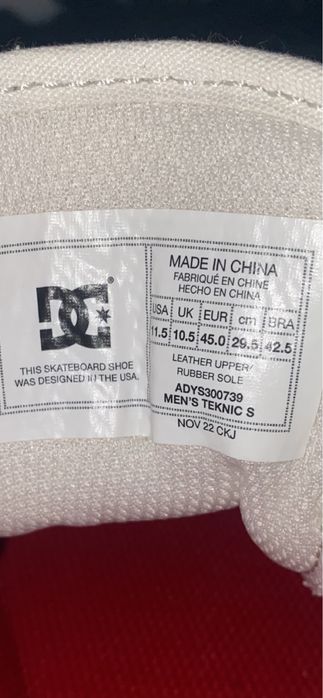 DC
®
THIS SKATEBOARD SHOE
WAS DESIGNED IN THE USA.
MADE IN CHINA
FABRIQUÉ EN CHINE
HECHO EN CHINA
USA UK EUR cm BRA
11.5 10.5 45.0 29.5 42.5
LEATHER UPPER/
RUBBER SOLE
ADYS300739
MEN'S TEKNIC S
NOV 22 CKJ